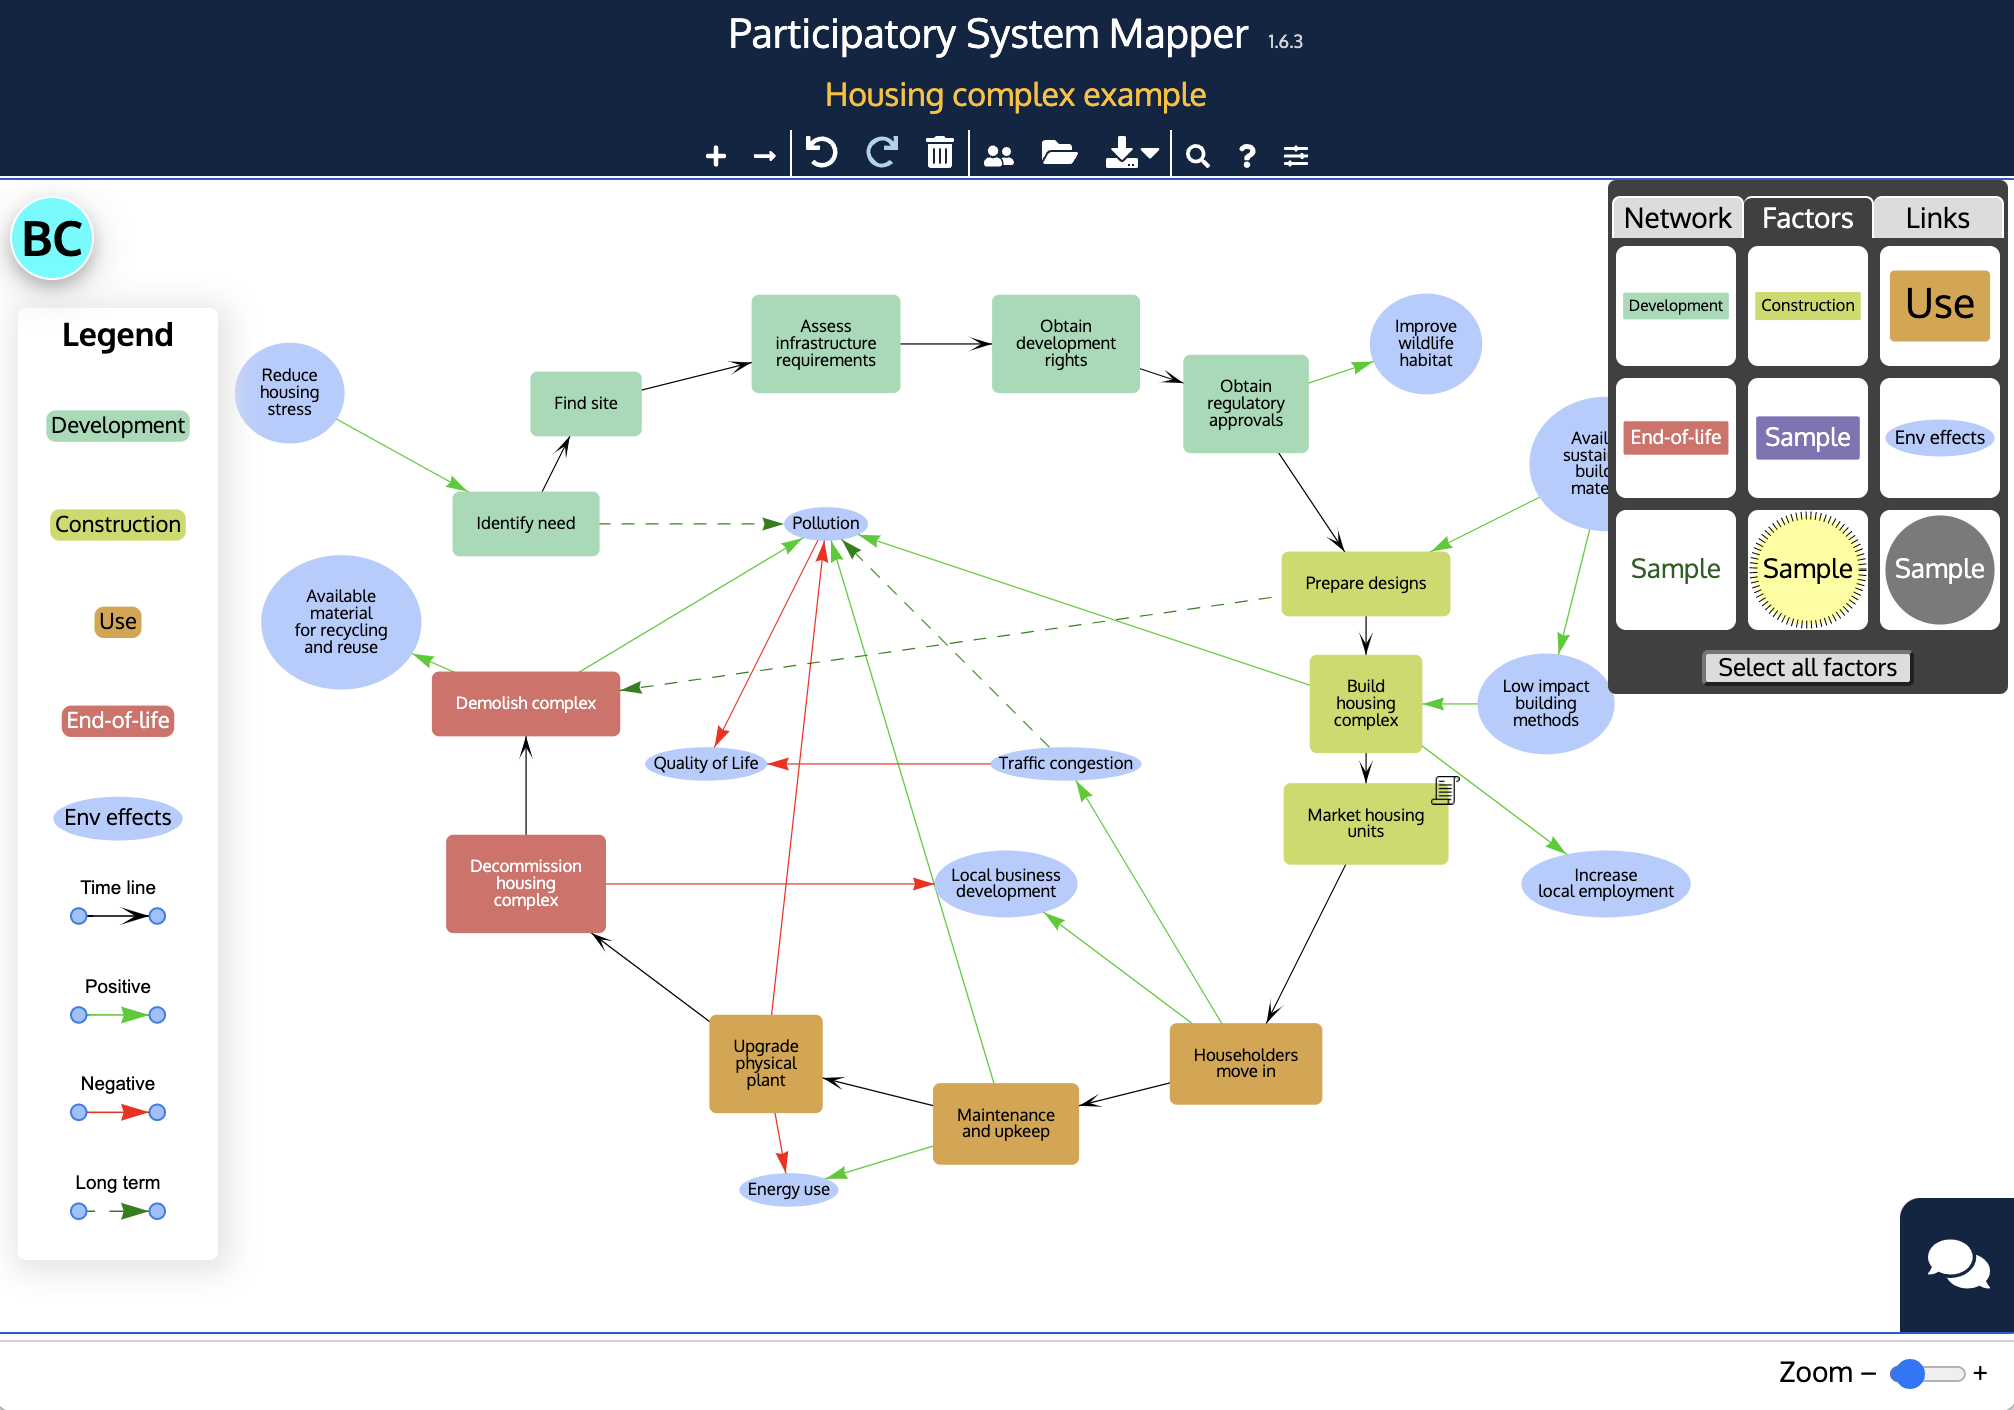 Participatory System Mapper 1.6.3
Housing complex example
BC
Legend
Development
Construction
Use
End-of-life
Env effects
Time line
Positive
Negative
Long term
Reduce
housing
stress
Identify need
Find site
Assess
infrastructure
requirements
Obtain
development
rights
Obtain
regulatory
approvals
Improve
wildlife
habitat
Pollution
Available
material
for recycling
and reuse
Prepare designs
Demolish complex
Build
housing
complex
Low impact
building
methods
Quality of Life
Traffic congestion
Market housing
units
Decommission
housing
complex
Local business
development
Increase
local employment
Upgrade
physical
plant
Householders
move in
Maintenance
and upkeep
Energy use
Network Factors Links
Development Construction Use
End-of-life Sample Env effects
Sample Sample Sample
Select all factors
Zoom – +